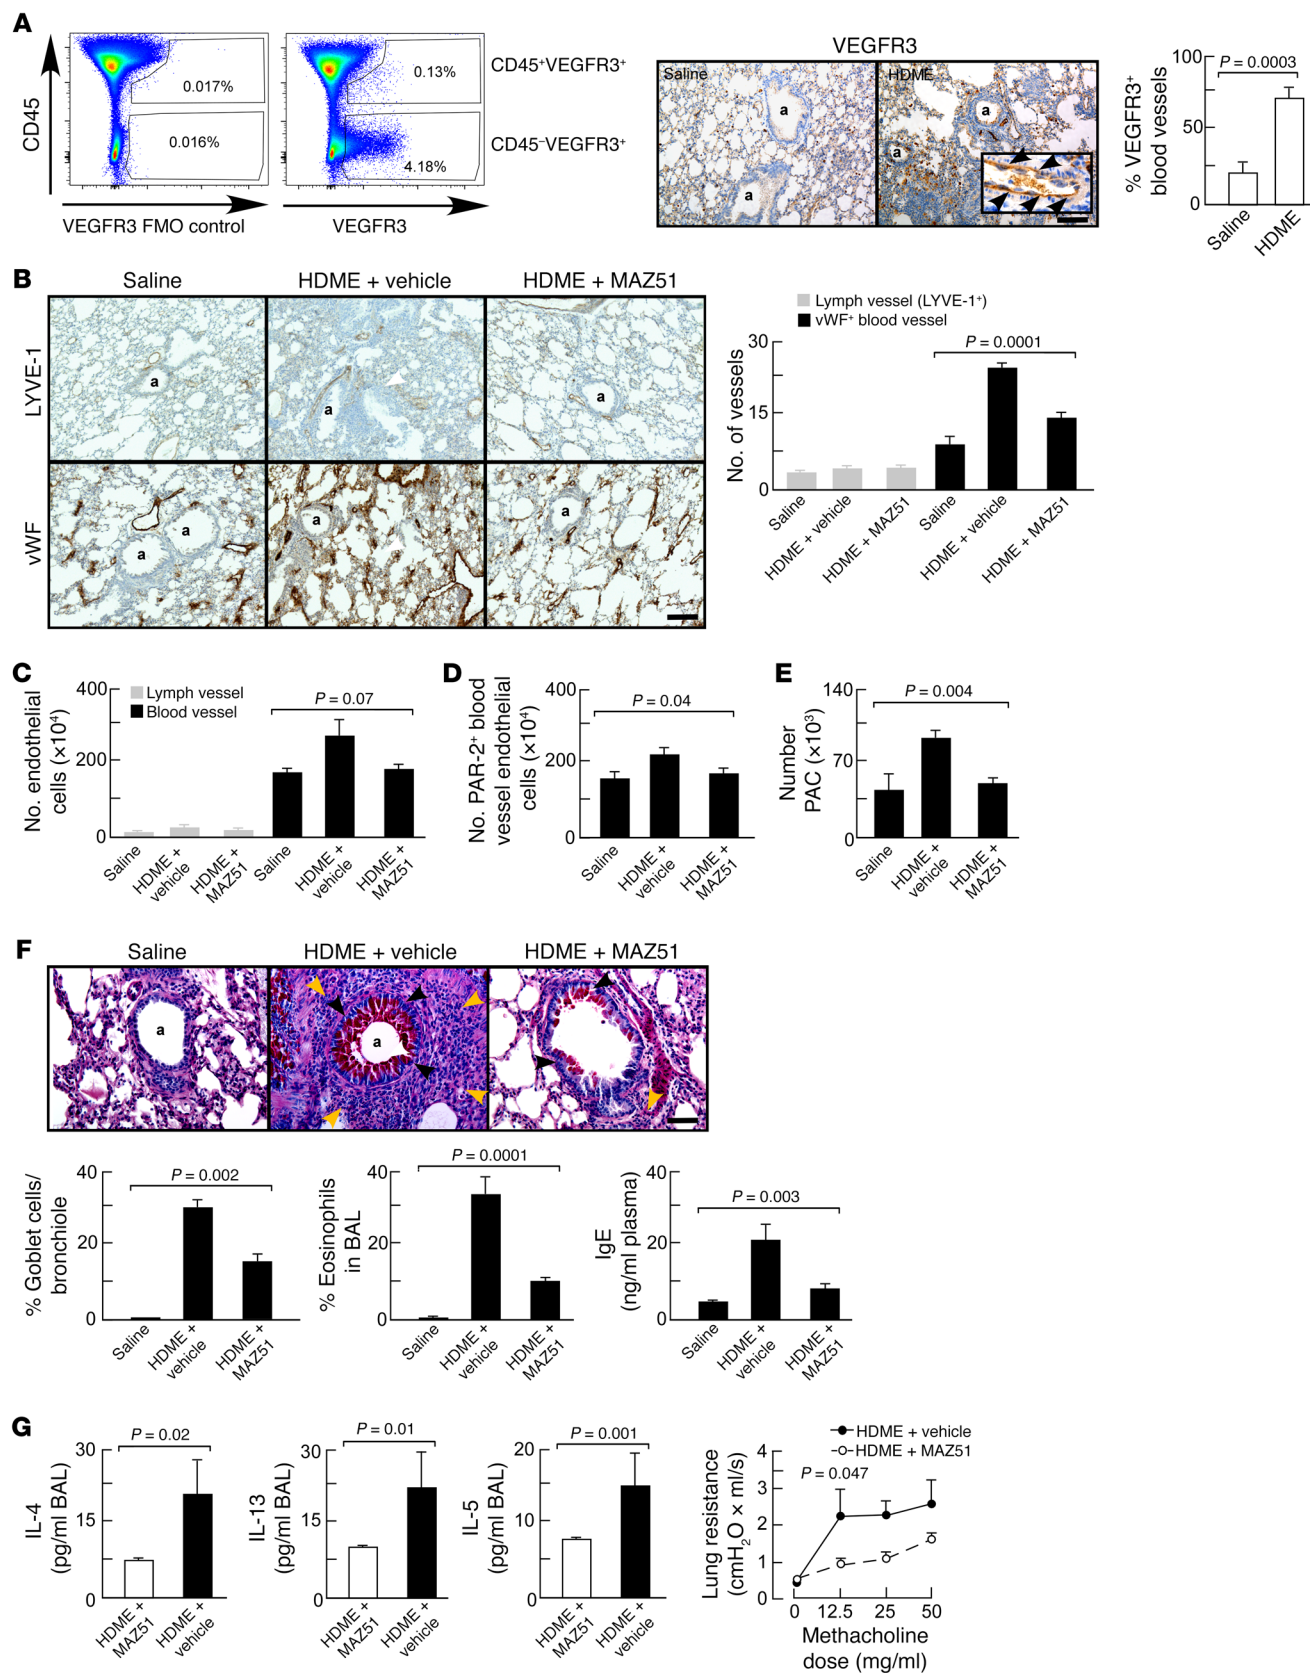 A
CD45
0.017%
0.016%
VEGFR3 FMO control
0.13%
4.18%
VEGFR3
CD45⁺VEGFR3⁺
CD45⁻VEGFR3⁺
VEGFR3
Saline
a
a
HDME
a
a
% VEGFR3⁺
blood vessels
100
50
0
P = 0.0003
Saline
HDME
B
Saline
HDME + vehicle
HDME + MAZ51
LYVE-1
a
a
a
vWF
a
a
a
a
Lymph vessel (LYVE-1⁺)
vWF⁺ blood vessel
No. of vessels
30
15
0
P = 0.0001
Saline
HDME + vehicle
HDME + MAZ51
Saline
HDME + vehicle
HDME + MAZ51
C
No. endothelial
cells (×10⁴)
400
200
0
Lymph vessel
Blood vessel
P = 0.07
Saline
HDME +
vehicle
HDME +
MAZ51
Saline
HDME +
vehicle
HDME +
MAZ51
D
No. PAR-2⁺ blood
vessel endothelial
cells (×10⁴)
400
200
0
P = 0.04
Saline
HDME +
vehicle
HDME +
MAZ51
E
Number
PAC (×10³)
140
70
0
P = 0.004
Saline
HDME +
vehicle
HDME +
MAZ51
F
Saline
HDME + vehicle
HDME + MAZ51
a
a
% Goblet cells/
bronchiole
40
20
0
P = 0.002
Saline
HDME +
vehicle
HDME +
MAZ51
% Eosinophils
in BAL
40
20
0
P = 0.0001
Saline
HDME +
vehicle
HDME +
MAZ51
IgE
(ng/ml plasma)
40
20
0
P = 0.003
Saline
HDME +
vehicle
HDME +
MAZ51
G
IL-4
(pg/ml BAL)
30
15
0
P = 0.02
HDME +
MAZ51
HDME +
vehicle
IL-13
(pg/ml BAL)
30
15
0
P = 0.01
HDME +
MAZ51
HDME +
vehicle
IL-5
(pg/ml BAL)
20
10
0
P = 0.001
HDME +
MAZ51
HDME +
vehicle
HDME + vehicle
HDME + MAZ51
Lung resistance
(cmH₂O × ml/s)
4
3
2
1
0
P = 0.047
0
12.5
25
50
Methacholine
dose (mg/ml)